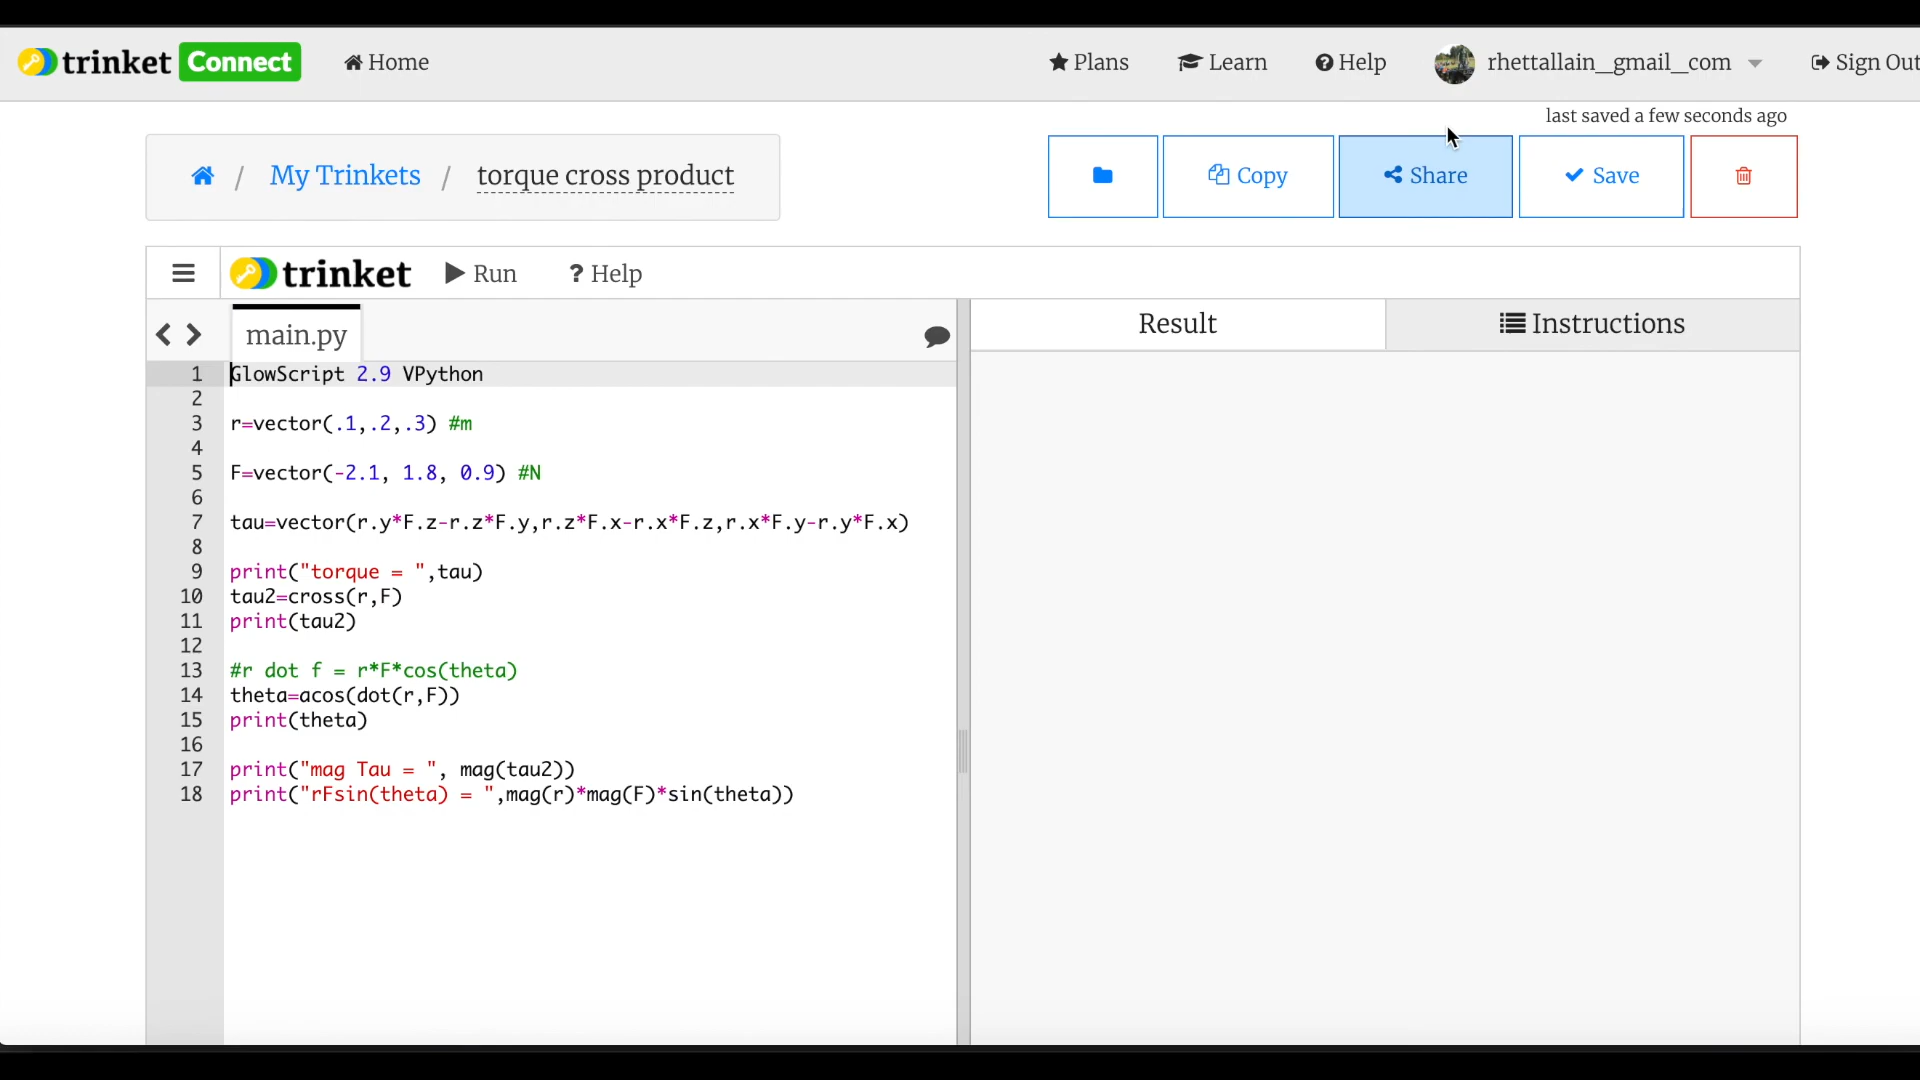 trinket Connect Home Plans Learn Help rhettallain_gmail_com Sign Out
last saved a few seconds ago
/ My Trinkets / torque cross product Copy Share Save
trinket Run ? Help
main.py Result Instructions
1 GlowScript 2.9 VPython
2
3 r=vector(.1,.2,.3) #m
4
5 F=vector(-2.1, 1.8, 0.9) #N
6
7 tau=vector(r.y*F.z-r.z*F.y,r.z*F.x-r.x*F.z,r.x*F.y-r.y*F.x)
8
9 print("torque = ",tau)
10 tau2=cross(r,F)
11 print(tau2)
12
13 #r dot f = r*F*cos(theta)
14 theta=acos(dot(r,F))
15 print(theta)
16
17 print("mag Tau = ", mag(tau2))
18 print("rFsin(theta) = ",mag(r)*mag(F)*sin(theta))